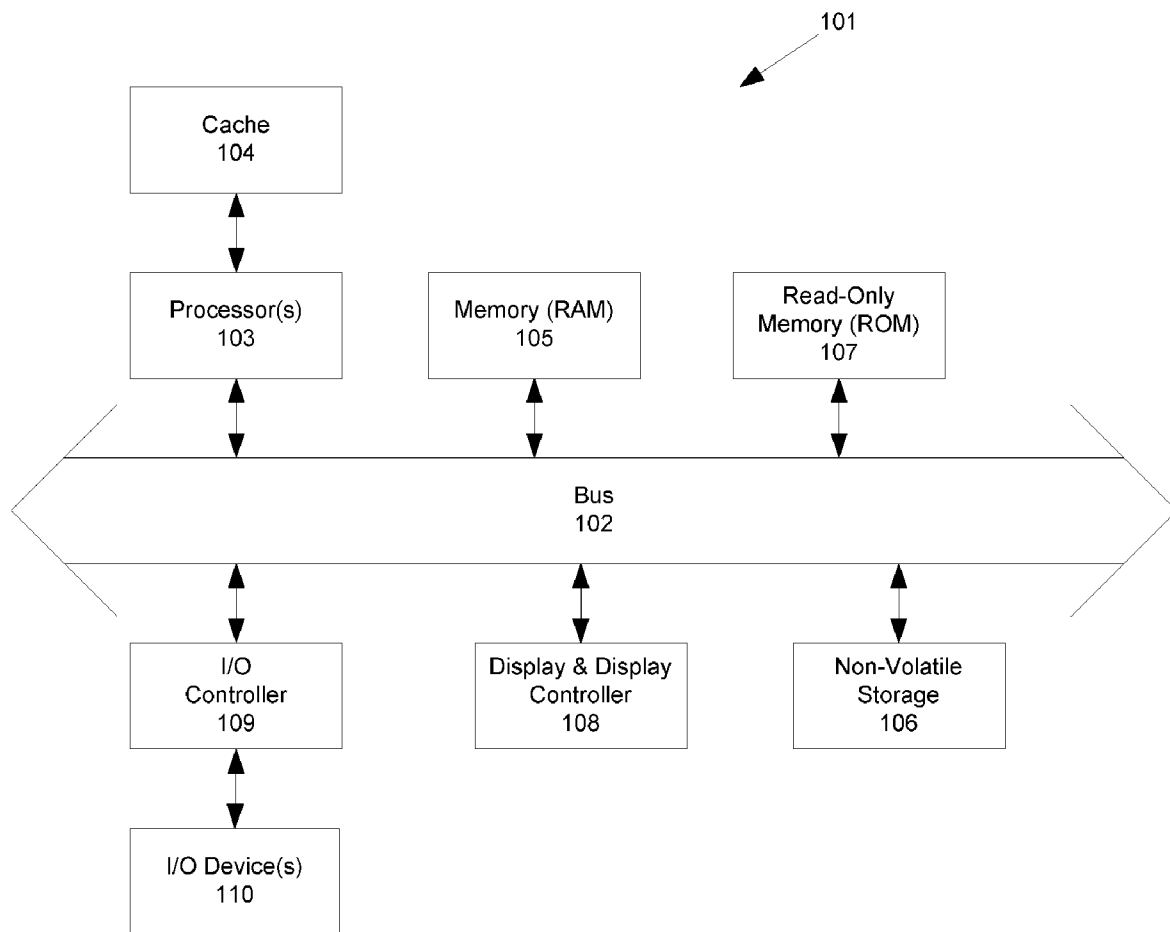 101
Cache
104
Processor(s)
103
Memory (RAM)
105
Read-Only
Memory (ROM)
107
Bus
102
I/O
Controller
109
Display & Display
Controller
108
Non-Volatile
Storage
106
I/O Device(s)
110